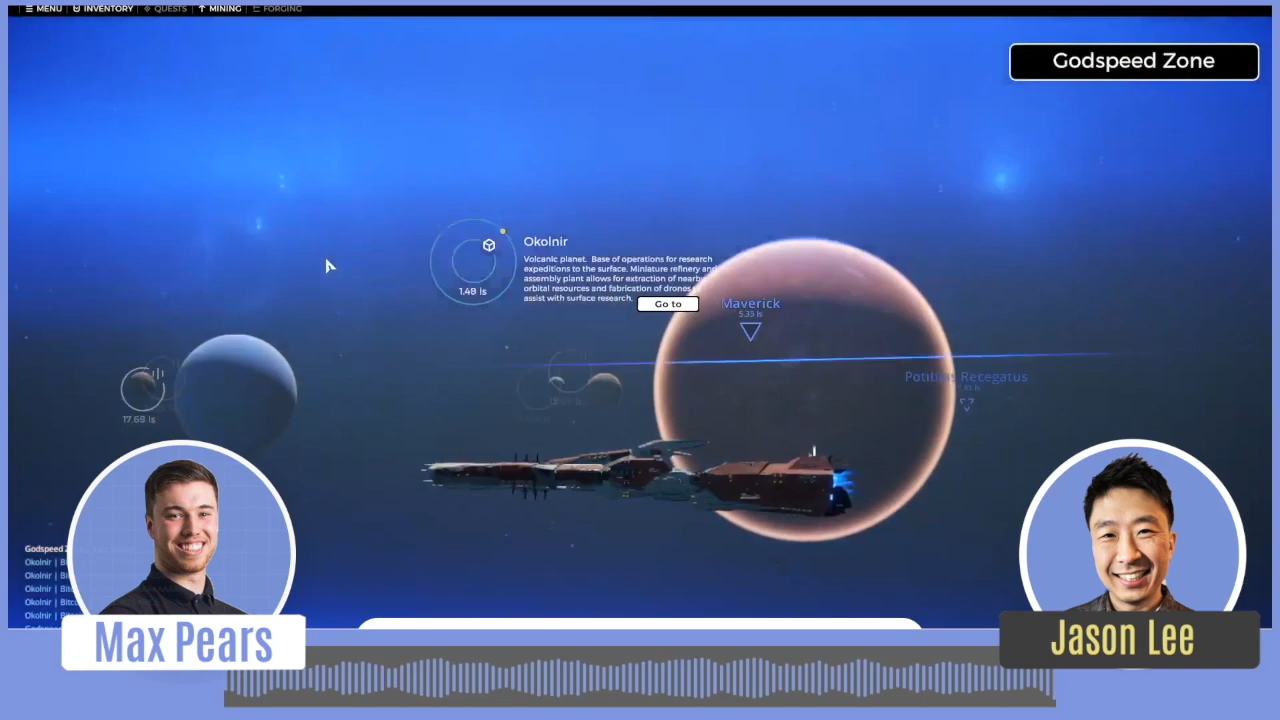 MENU INVENTORY QUESTS MINING FORGING
Godspeed Zone
Okolnir
Volcanic planet. Base of operations for research
expeditions to the surface. Miniature refinery and
assembly plant allows for extraction of nearby
orbital resources and fabrication of drones
assist with surface research.
Go to
1.49 ls
Maverick
5.35 ls
Recegatus
17.69 ls
Godspeed
Okolnir |
Okolnir |
Okolnir |
Okolnir |
Okolnir |
Max Pears
Jason Lee